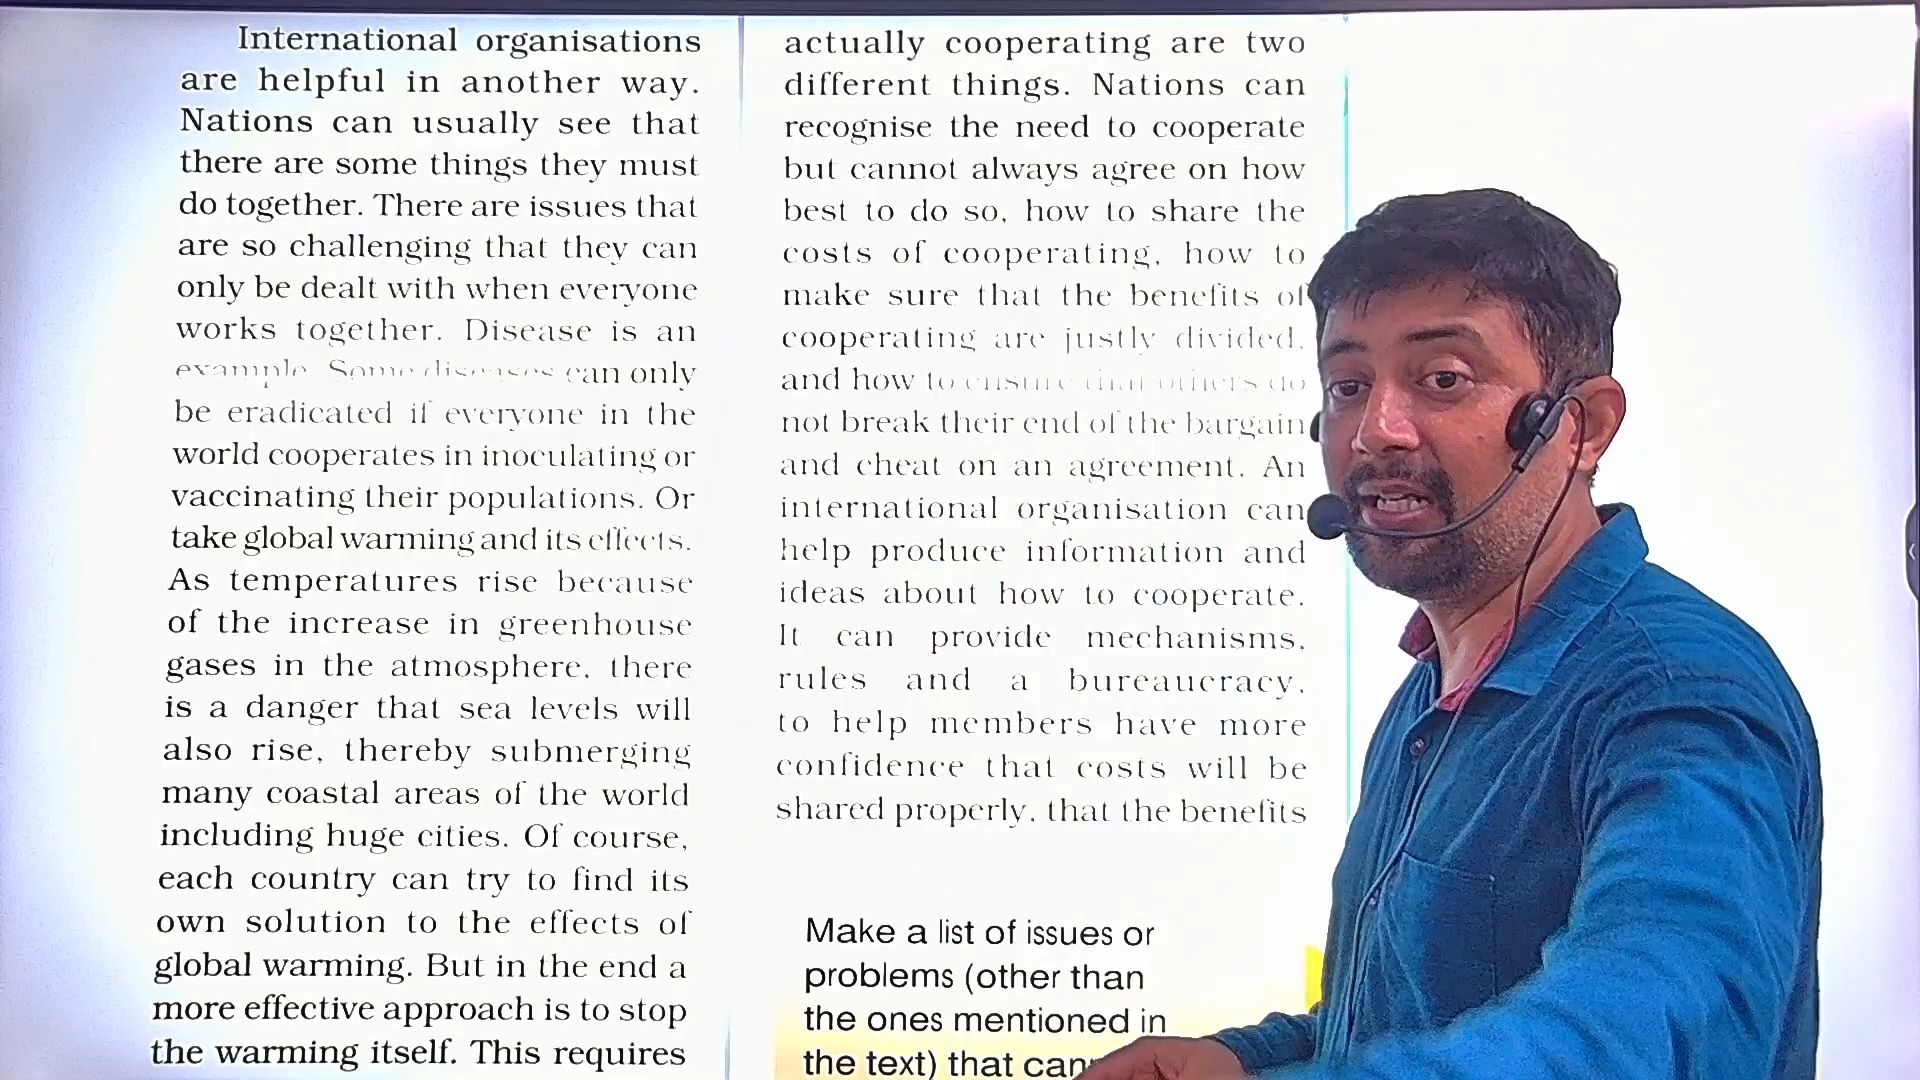 International organisations
are helpful in another way.
Nations can usually see that
there are some things they must
do together. There are issues that
are so challenging that they can
only be dealt with when everyone
works together. Disease is an
example. Some diseases can only
be eradicated if everyone in the
world cooperates in inoculating or
vaccinating their populations. Or
take global warming and its effects.
As temperatures rise because
of the increase in greenhouse
gases in the atmosphere, there
is a danger that sea levels will
also rise, thereby submerging
many coastal areas of the world
including huge cities. Of course,
each country can try to find its
own solution to the effects of
global warming. But in the end a
more effective approach is to stop
the warming itself. This requires
actually cooperating are two
different things. Nations can
recognise the need to cooperate
but cannot always agree on how
best to do so, how to share the
costs of cooperating, how to
make sure that the benefits of
cooperating are justly divided,
and how to ensure that others do
not break their end of the bargain
and cheat on an agreement. An
international organisation can
help produce information and
ideas about how to cooperate.
It can provide mechanisms,
rules and a bureaucracy,
to help members have more
confidence that costs will be
shared properly, that the benefits
Make a list of issues or
problems (other than
the ones mentioned in
the text) that can